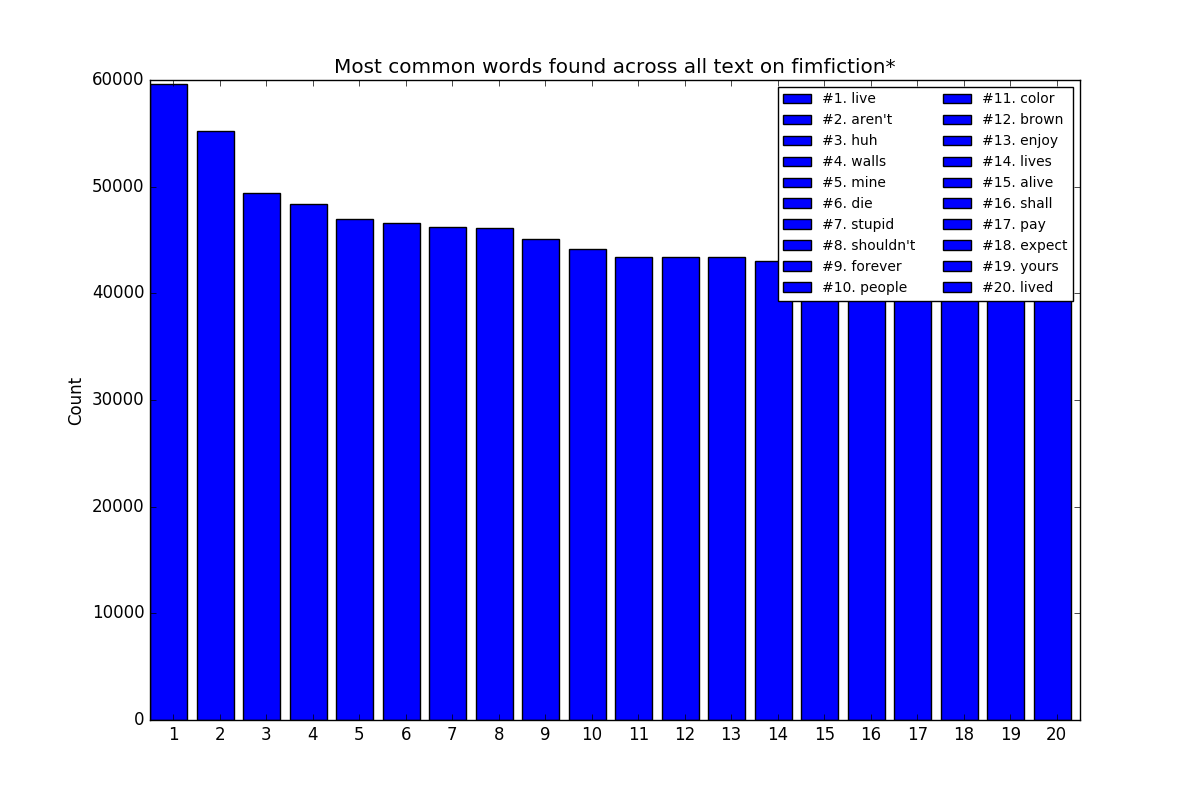 Most common words found across all text on fimfiction*
60000
50000
40000
30000
20000
10000
0
Count
#1. live
#2. aren't
#3. huh
#4. walls
#5. mine
#6. die
#7. stupid
#8. shouldn't
#9. forever
#10. people
#11. color
#12. brown
#13. enjoy
#14. lives
#15. alive
#16. shall
#17. pay
#18. expect
#19. yours
#20. lived
1 2 3 4 5 6 7 8 9 10 11 12 13 14 15 16 17 18 19 20